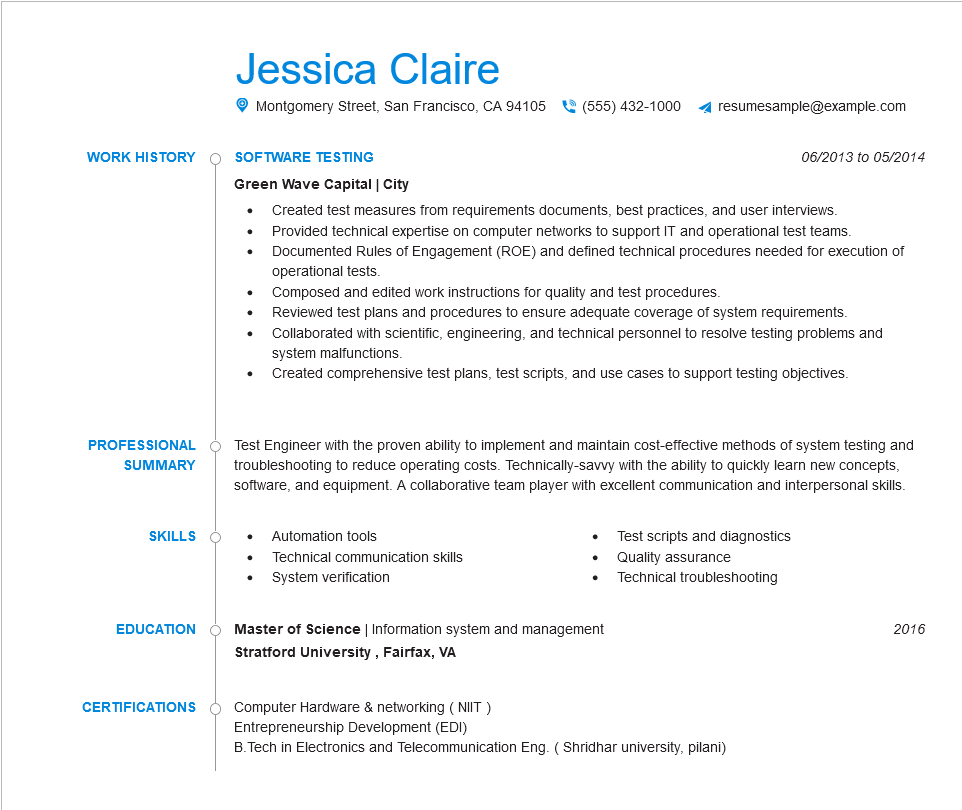 Jessica Claire
Montgomery Street, San Francisco, CA 94105 (555) 432-1000 resumesample@example.com
WORK HISTORY
SOFTWARE TESTING 06/2013 to 05/2014
Green Wave Capital | City
• Created test measures from requirements documents, best practices, and user interviews.
• Provided technical expertise on computer networks to support IT and operational test teams.
• Documented Rules of Engagement (ROE) and defined technical procedures needed for execution of
operational tests.
• Composed and edited work instructions for quality and test procedures.
• Reviewed test plans and procedures to ensure adequate coverage of system requirements.
• Collaborated with scientific, engineering, and technical personnel to resolve testing problems and
system malfunctions.
• Created comprehensive test plans, test scripts, and use cases to support testing objectives.
PROFESSIONAL
SUMMARY
Test Engineer with the proven ability to implement and maintain cost-effective methods of system testing and
troubleshooting to reduce operating costs. Technically-savvy with the ability to quickly learn new concepts,
software, and equipment. A collaborative team player with excellent communication and interpersonal skills.
SKILLS
• Automation tools
• Technical communication skills
• System verification
• Test scripts and diagnostics
• Quality assurance
• Technical troubleshooting
EDUCATION
Master of Science | Information system and management 2016
Stratford University , Fairfax, VA
CERTIFICATIONS
Computer Hardware & networking ( NIIT )
Entrepreneurship Development (EDI)
B.Tech in Electronics and Telecommunication Eng. ( Shridhar university, pilani)